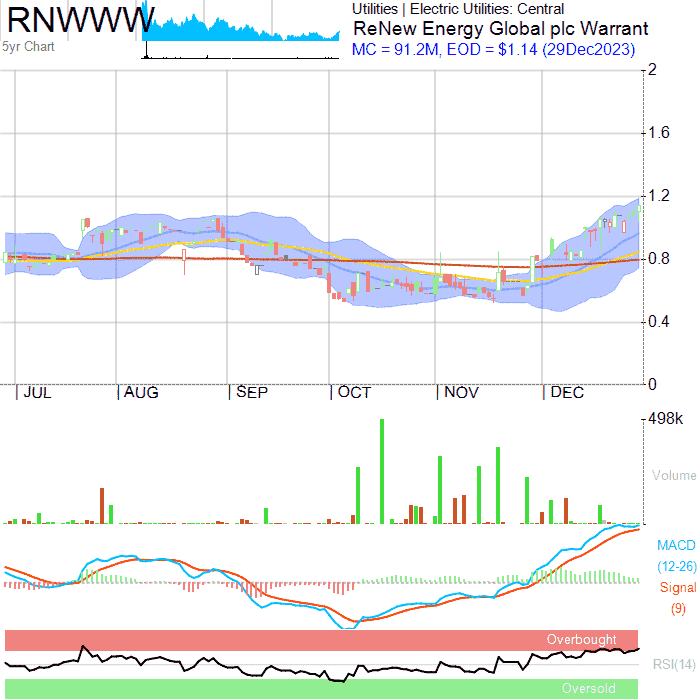 RNWWW
5yr Chart
Utilities | Electric Utilities: Central
ReNew Energy Global plc Warrant
MC = 91.2M, EOD = $1.14 (29Dec2023)
2
1.6
1.2
0.8
0.4
0
JUL AUG SEP OCT NOV DEC
498k
Volume
MACD
(12-26)
Signal
(9)
Overbought
RSI(14)
Oversold